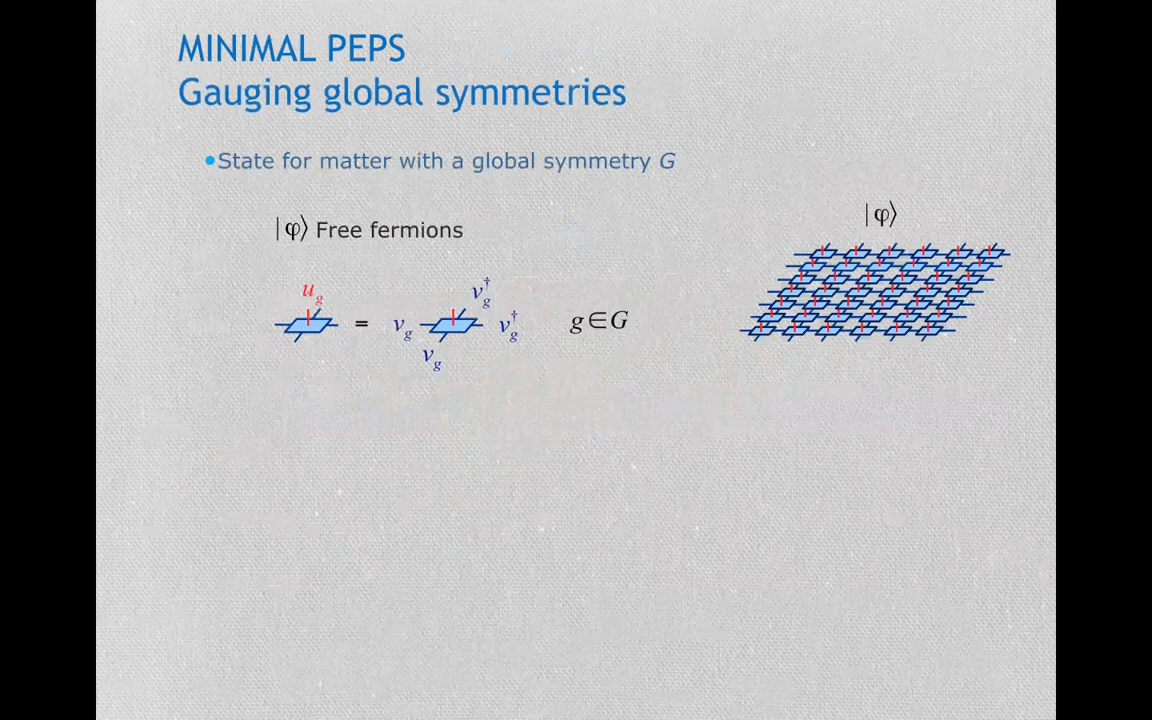 MINIMAL PEPS
Gauging global symmetries
•State for matter with a global symmetry G
|φ⟩
|φ⟩ Free fermions
u_g = v_g v_g v_g† v_g† g∈G